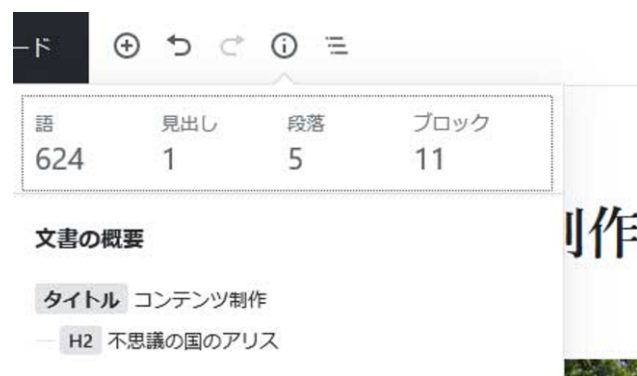 ード
語 見出し 段落 ブロック
624 1 5 11
文書の概要
タイトル コンテンツ制作
H2 不思議の国のアリス
制作